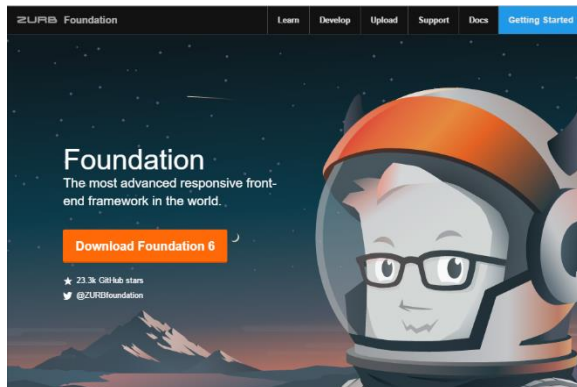 ZURB Foundation
Learn Develop Upload Support Docs Getting Started
Foundation
The most advanced responsive front-
end framework in the world.
Download Foundation 6
23.3k GitHub stars
@ZURBfoundation